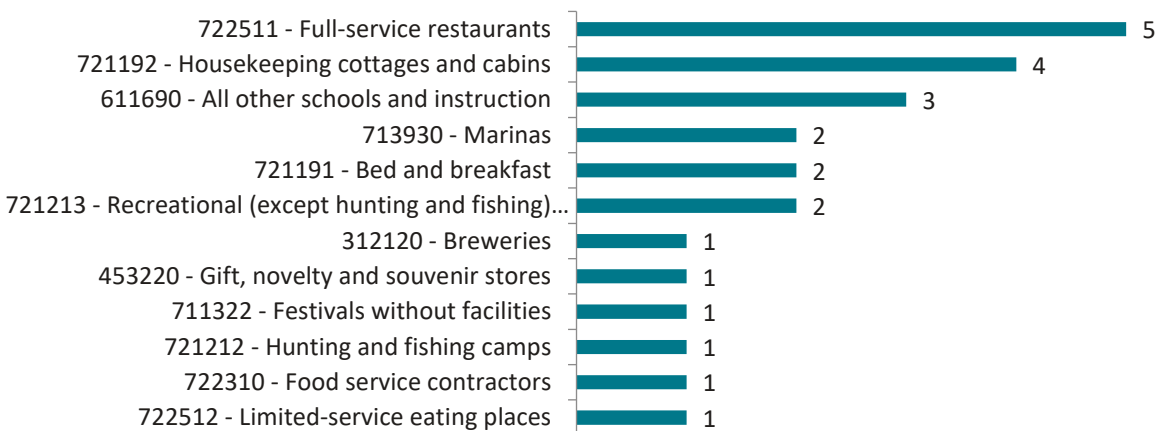 722511 - Full-service restaurants 5
721192 - Housekeeping cottages and cabins 4
611690 - All other schools and instruction 3
713930 - Marinas 2
721191 - Bed and breakfast 2
721213 - Recreational (except hunting and fishing)... 2
312120 - Breweries 1
453220 - Gift, novelty and souvenir stores 1
711322 - Festivals without facilities 1
721212 - Hunting and fishing camps 1
722310 - Food service contractors 1
722512 - Limited-service eating places 1